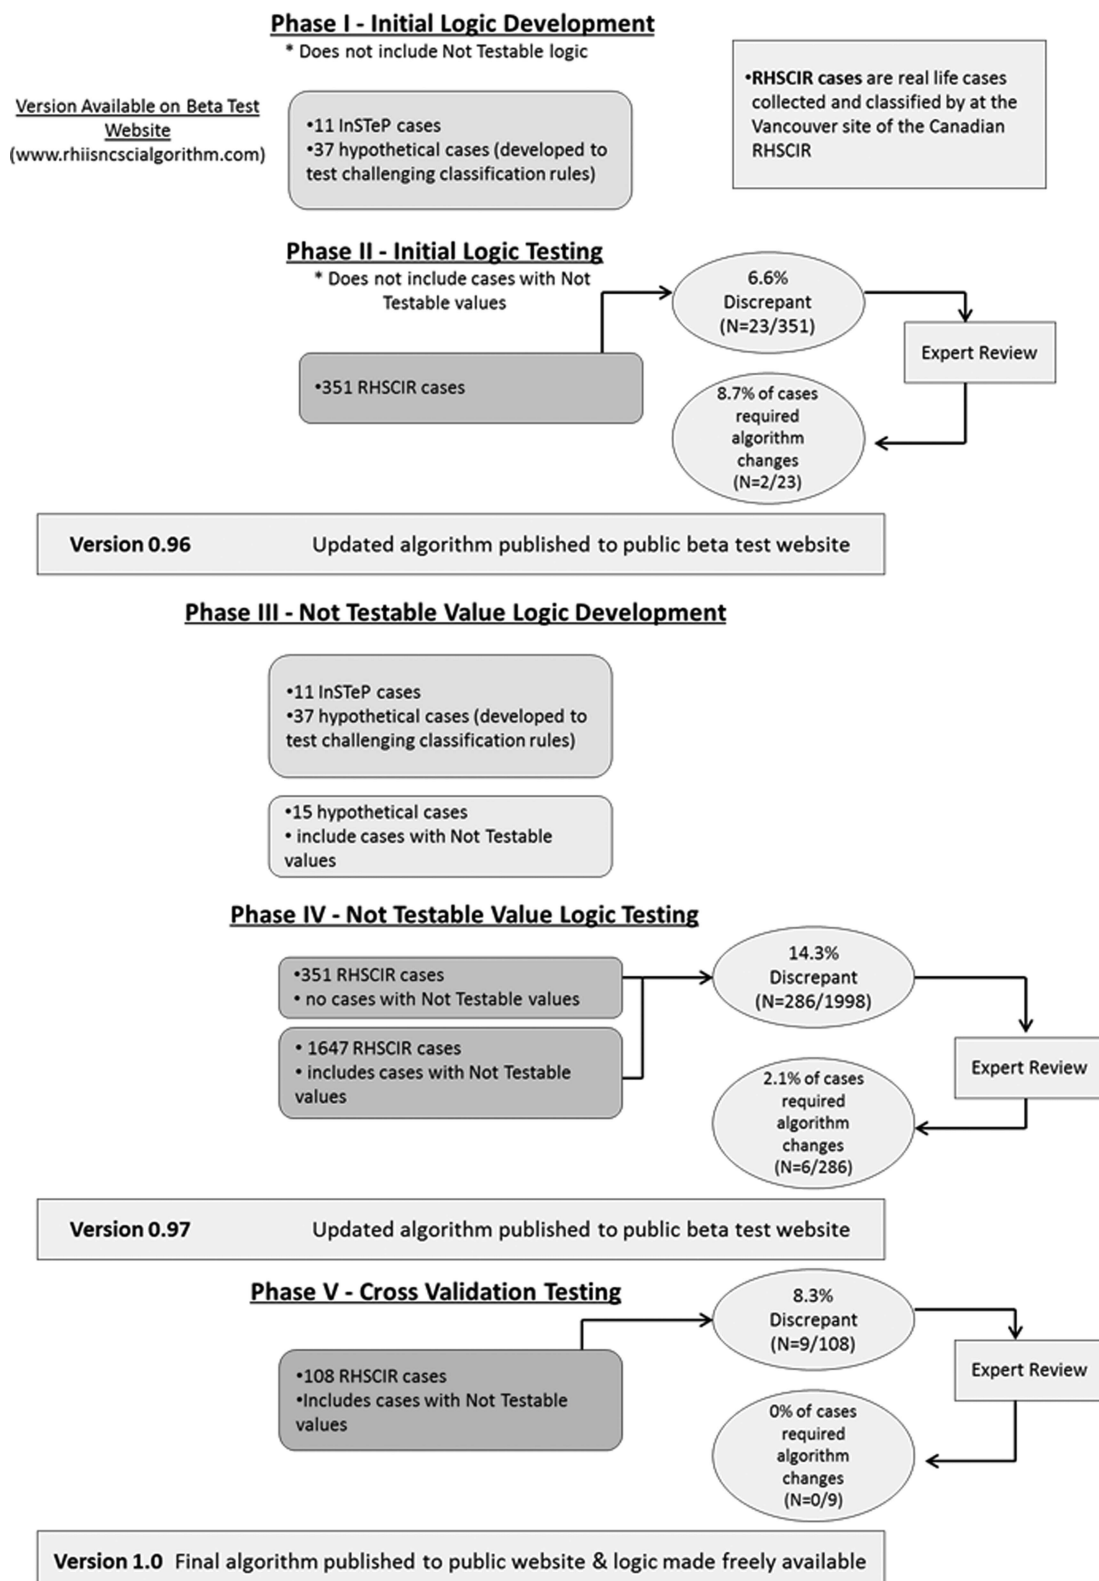 Phase I - Initial Logic Development
* Does not include Not Testable logic
Version Available on Beta Test
Website
(www.rhiisncscialgorithm.com)
•11 InSTeP cases
•37 hypothetical cases (developed to
test challenging classification rules)
•RHSCIR cases are real life cases
collected and classified by at the
Vancouver site of the Canadian
RHSCIR
Phase II - Initial Logic Testing
* Does not include cases with Not
Testable values
•351 RHSCIR cases
6.6%
Discrepant
(N=23/351)
Expert Review
8.7% of cases
required
algorithm
changes
(N=2/23)
Version 0.96 Updated algorithm published to public beta test website
Phase III - Not Testable Value Logic Development
•11 InSTeP cases
•37 hypothetical cases (developed to
test challenging classification rules)
•15 hypothetical cases
• include cases with Not Testable
values
Phase IV - Not Testable Value Logic Testing
•351 RHSCIR cases
• no cases with Not Testable values
• 1647 RHSCIR cases
• includes cases with Not Testable
values
14.3%
Discrepant
(N=286/1998)
Expert Review
2.1% of cases
required
algorithm
changes
(N=6/286)
Version 0.97 Updated algorithm published to public beta test website
Phase V - Cross Validation Testing
•108 RHSCIR cases
•Includes cases with Not Testable
values
8.3%
Discrepant
(N=9/108)
Expert Review
0% of cases
required
algorithm
changes
(N=0/9)
Version 1.0 Final algorithm published to public website & logic made freely available